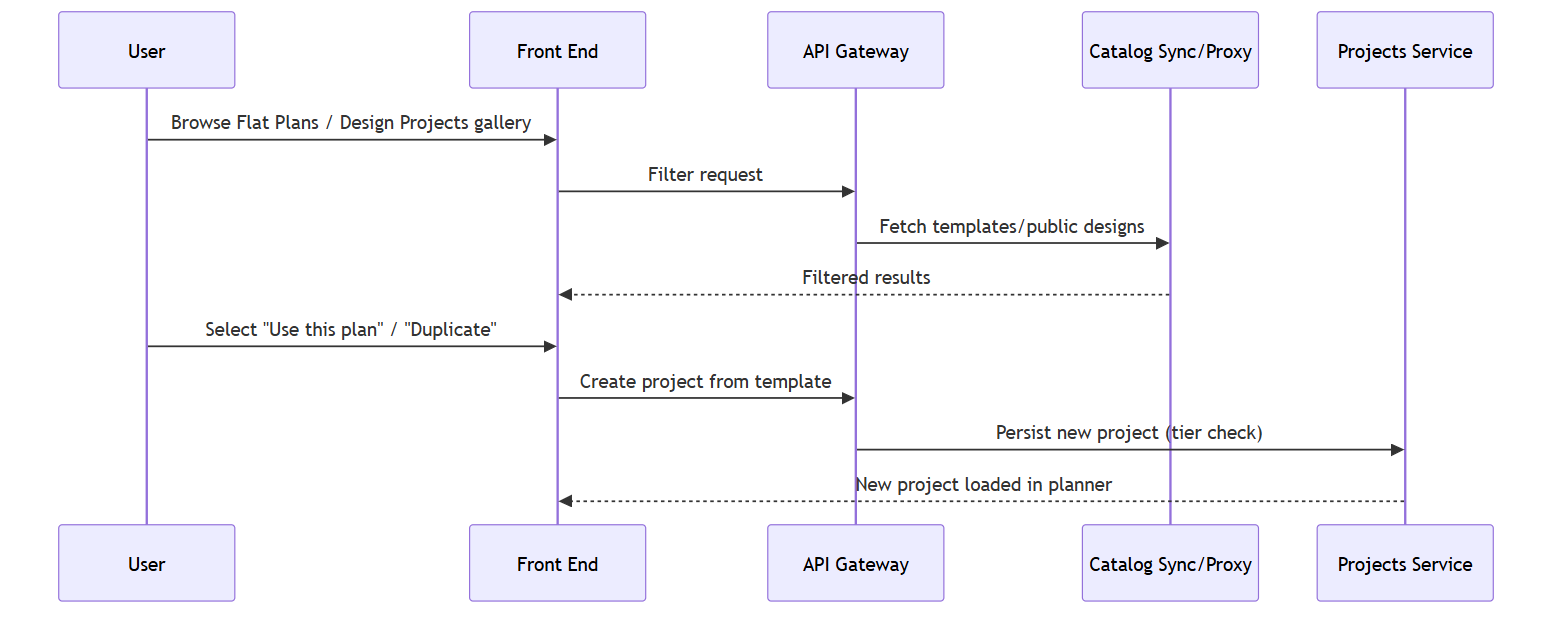 User
Front End
API Gateway
Catalog Sync/Proxy
Projects Service
Browse Flat Plans / Design Projects gallery
Filter request
Fetch templates/public designs
Filtered results
Select "Use this plan" / "Duplicate"
Create project from template
Persist new project (tier check)
New project loaded in planner
User
Front End
API Gateway
Catalog Sync/Proxy
Projects Service